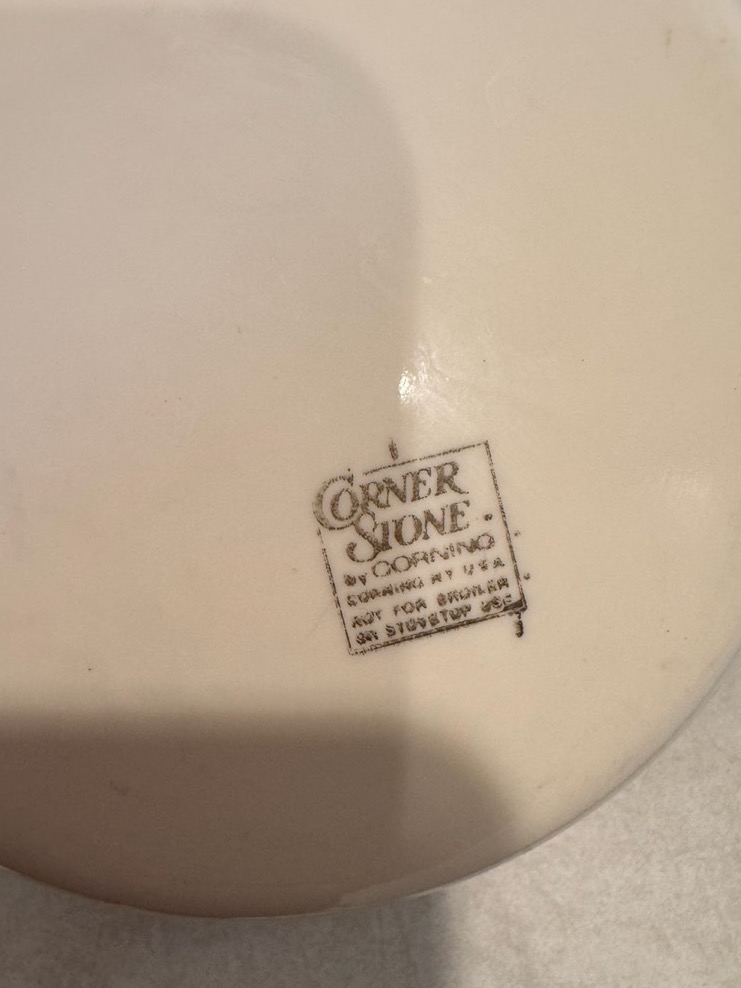 CORNER
STONE
BY CORNING
CORNING NY USA
NOT FOR BROILER
OR STOVETOP USE